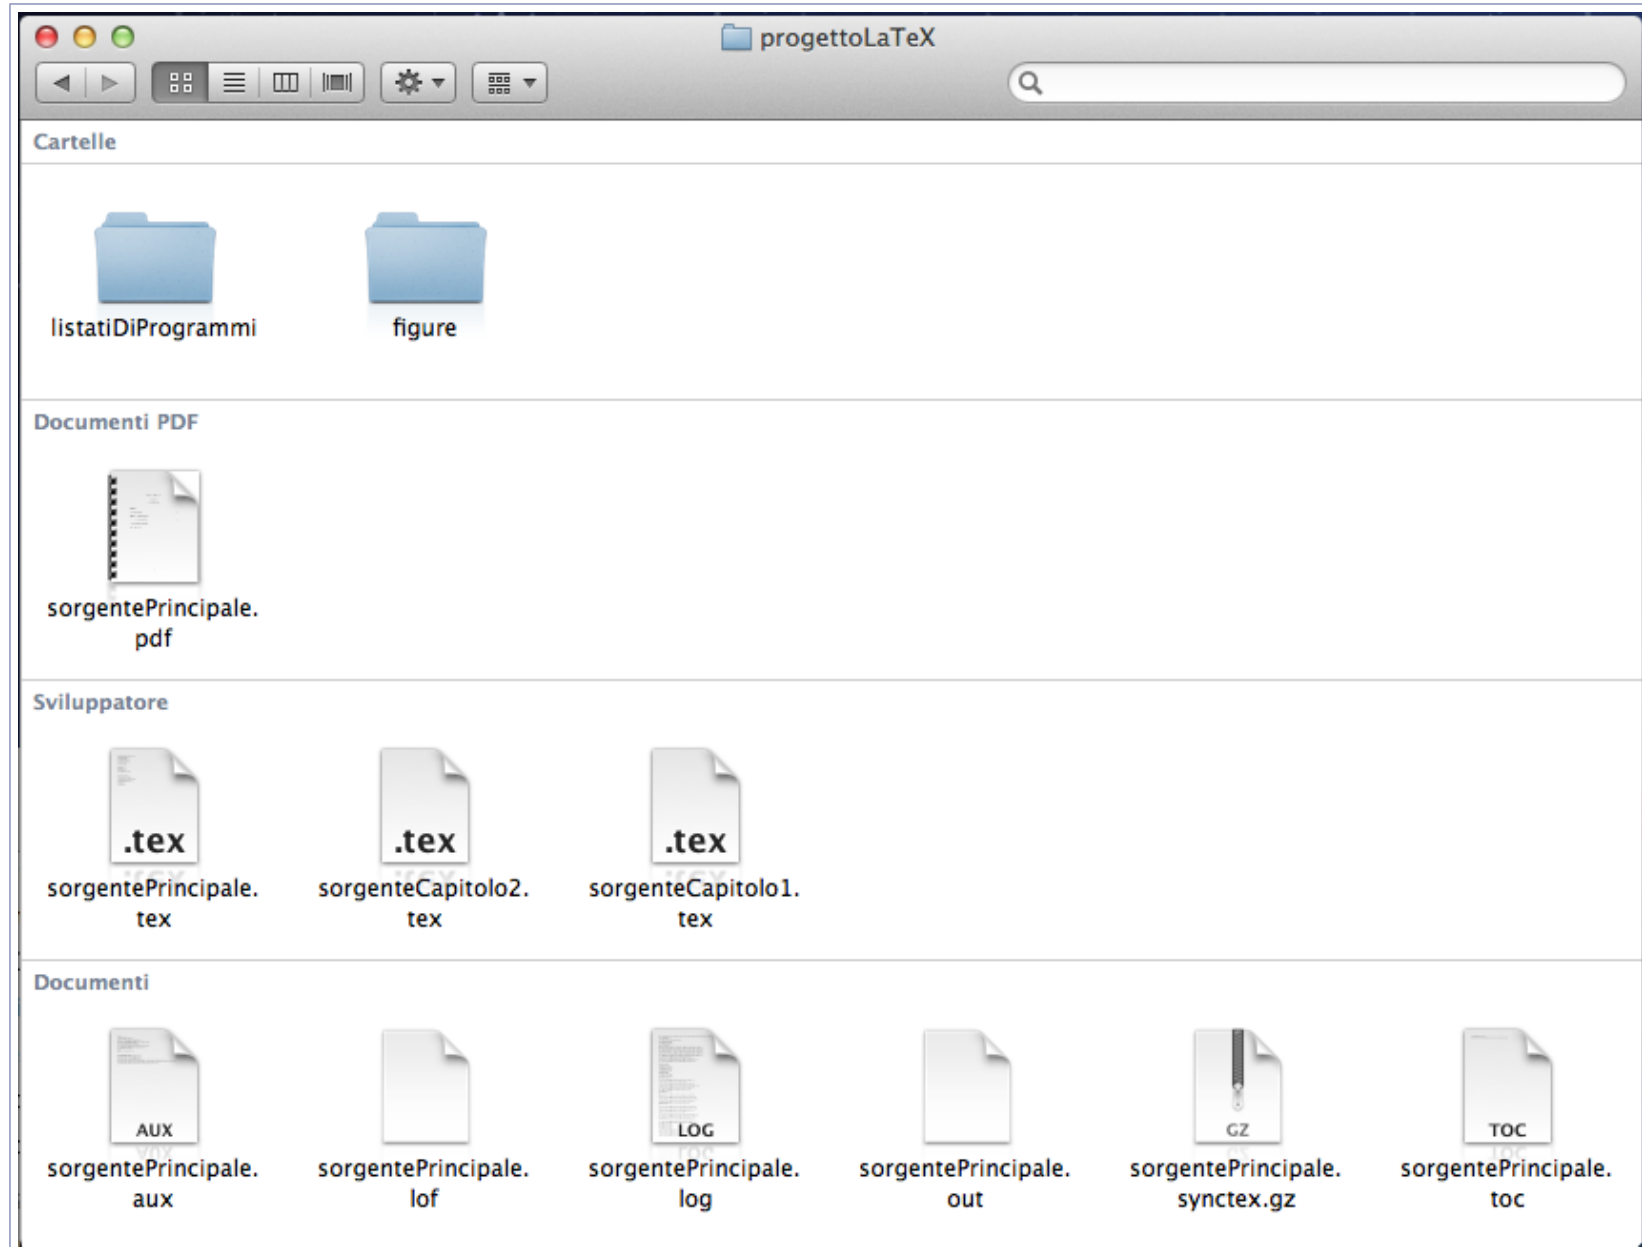 progettoLaTeX
Cartelle
listatiDiProgrammi
figure
Documenti PDF
sorgentePrincipale.
pdf
Sviluppatore
.tex
.tex
.tex
sorgentePrincipale.
tex
sorgenteCapitolo2.
tex
sorgenteCapitolo1.
tex
Documenti
AUX
LOG
GZ
TOC
sorgentePrincipale.
aux
sorgentePrincipale.
lof
sorgentePrincipale.
log
sorgentePrincipale.
out
sorgentePrincipale.
synctex.gz
sorgentePrincipale.
toc